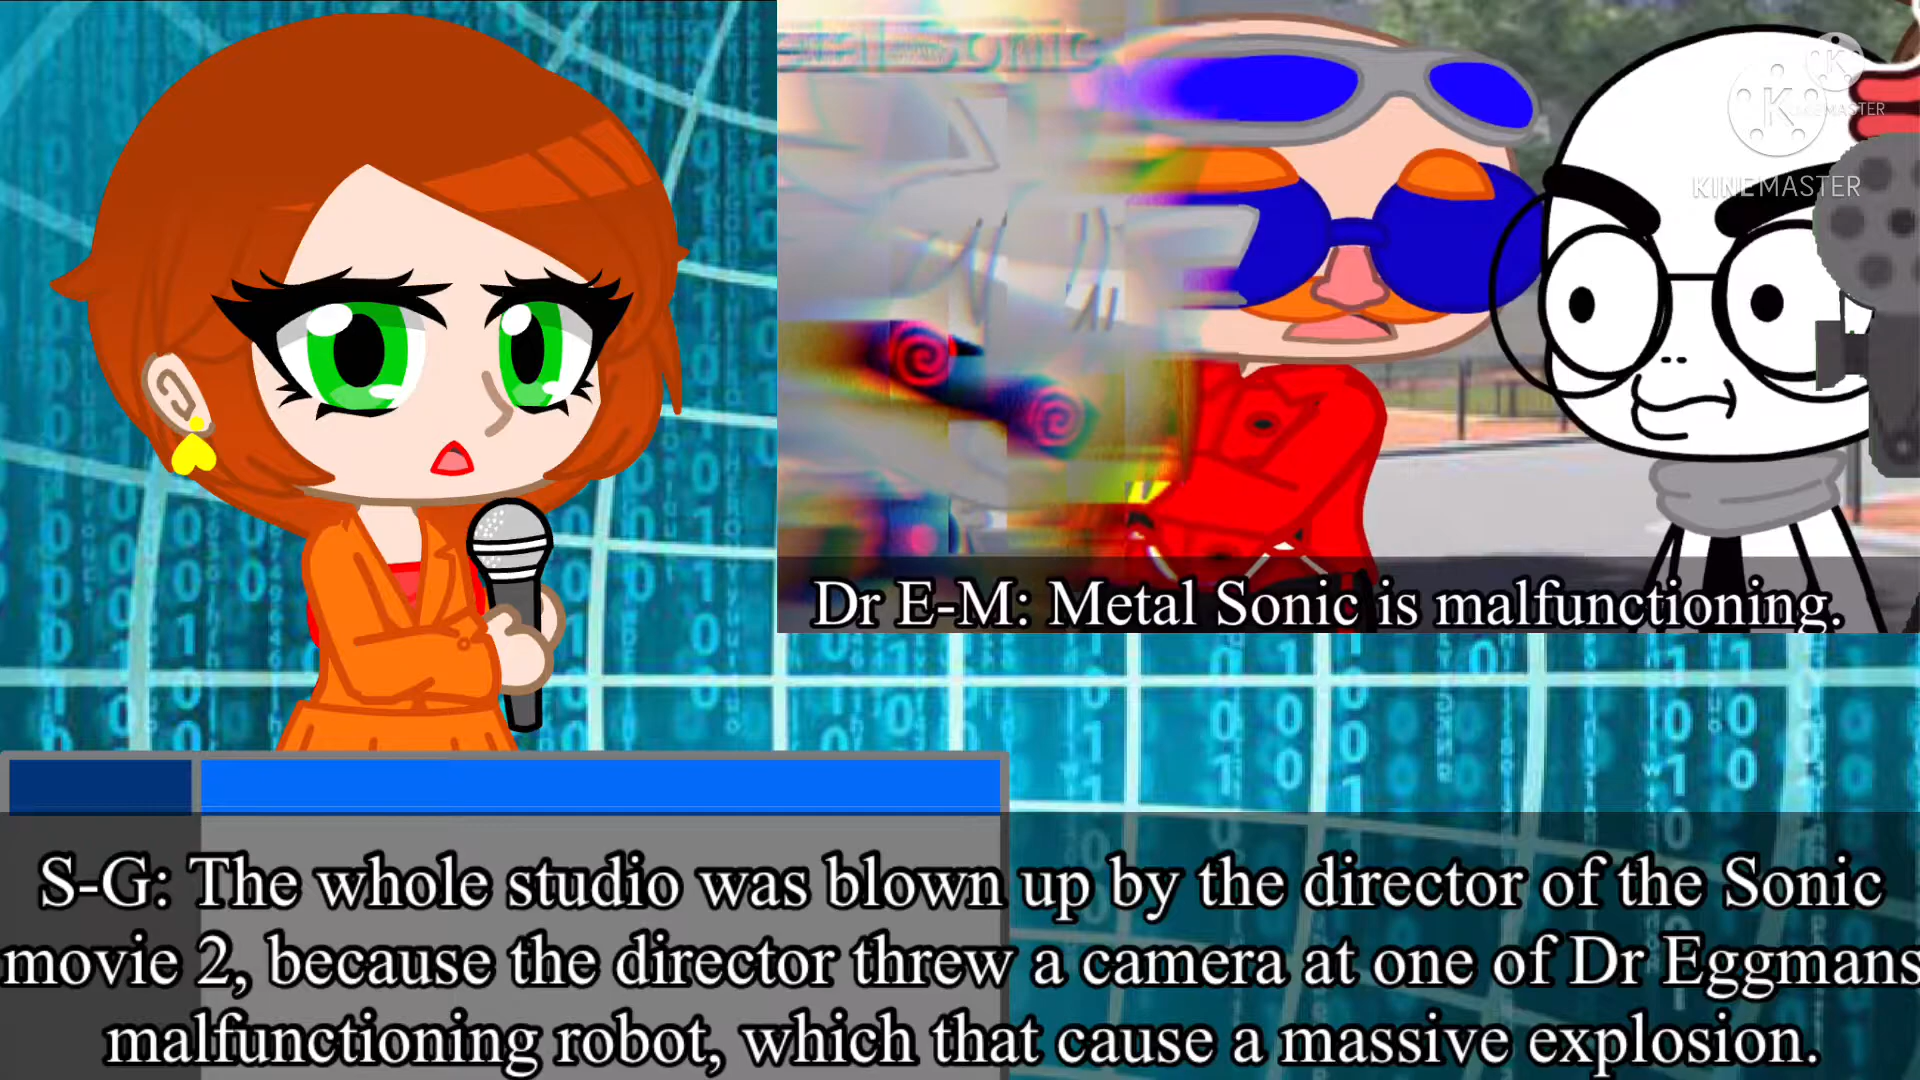 KINEMASTER
Dr E-M: Metal Sonic is malfunctioning.
S-G: The whole studio was blown up by the director of the Sonic
movie 2, because the director threw a camera at one of Dr Eggmans
malfunctioning robot, which that cause a massive explosion.